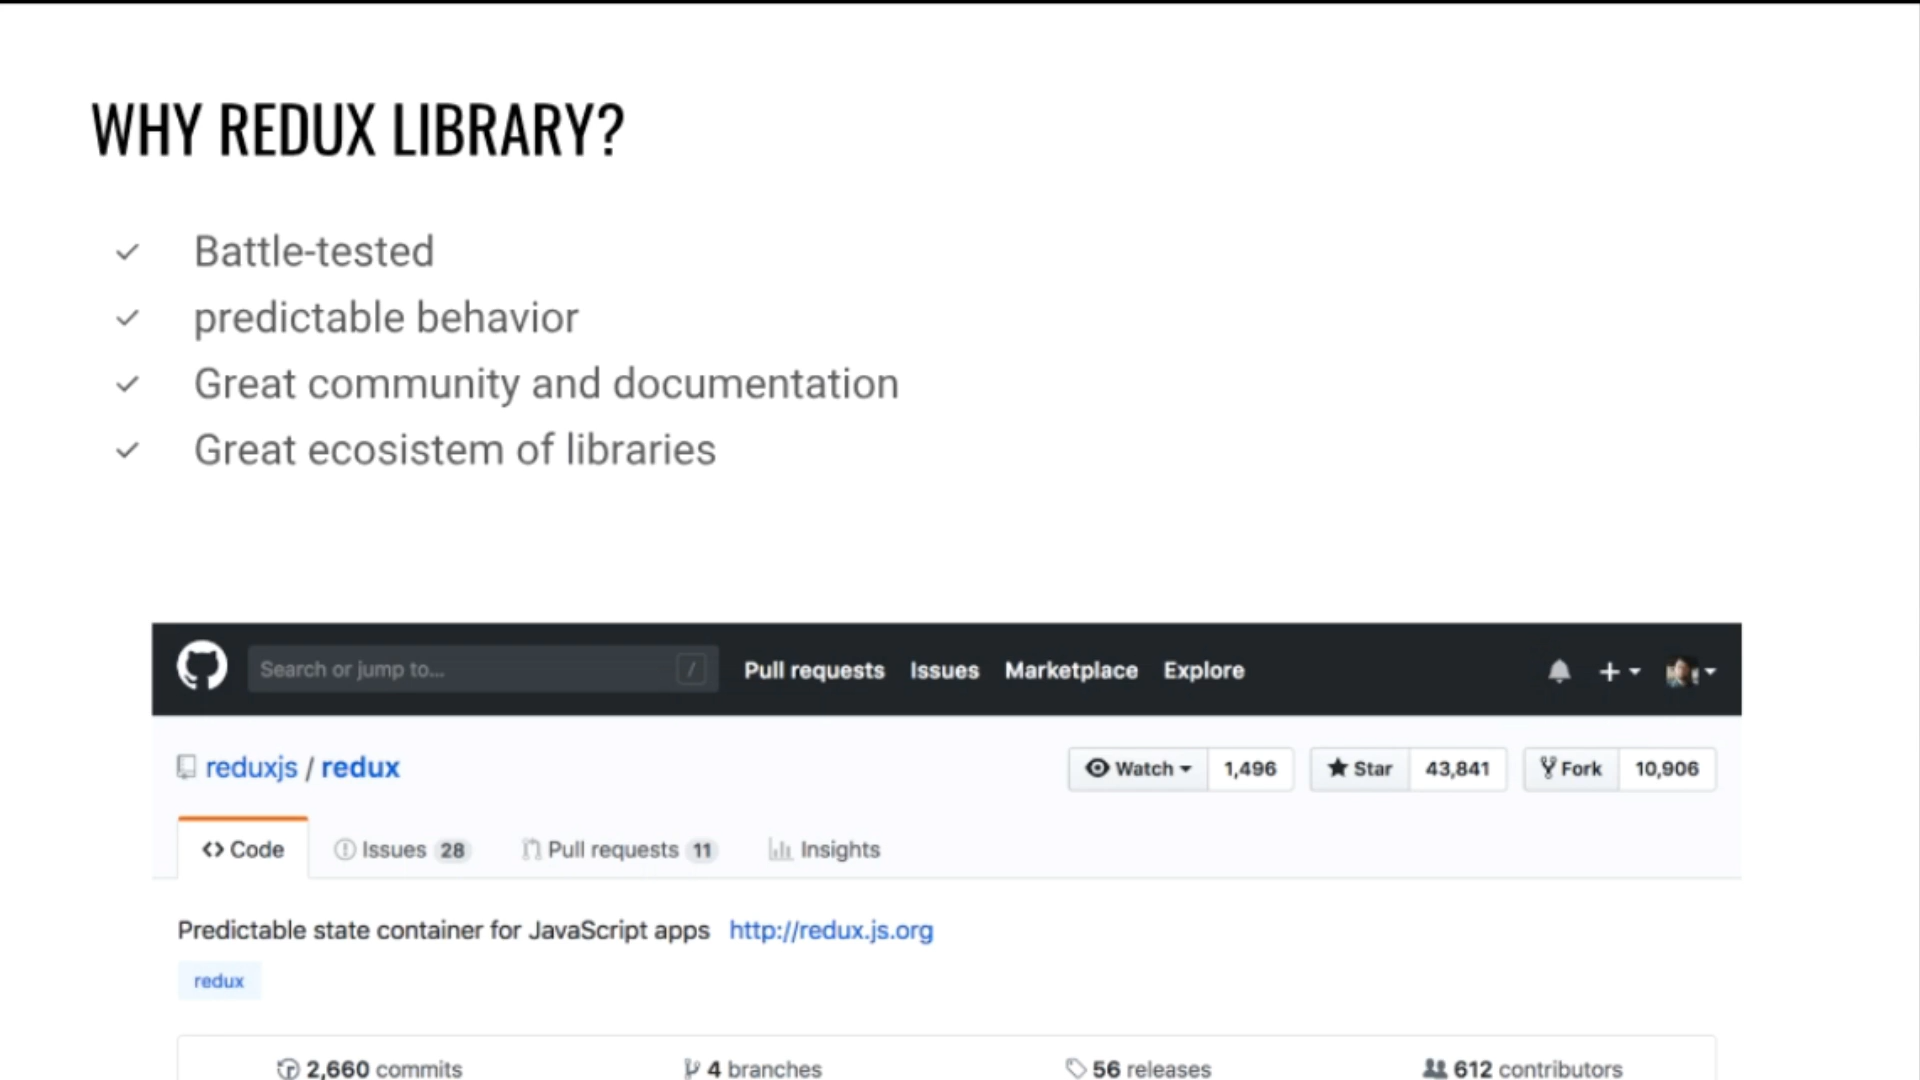 WHY REDUX LIBRARY?
Battle-tested
predictable behavior
Great community and documentation
Great ecosistem of libraries
Search or jump to... / Pull requests Issues Marketplace Explore
reduxjs / redux Watch 1,496 Star 43,841 Fork 10,906
Code Issues 28 Pull requests 11 Insights
Predictable state container for JavaScript apps http://redux.js.org
redux
2,660 commits 4 branches 56 releases 612 contributors